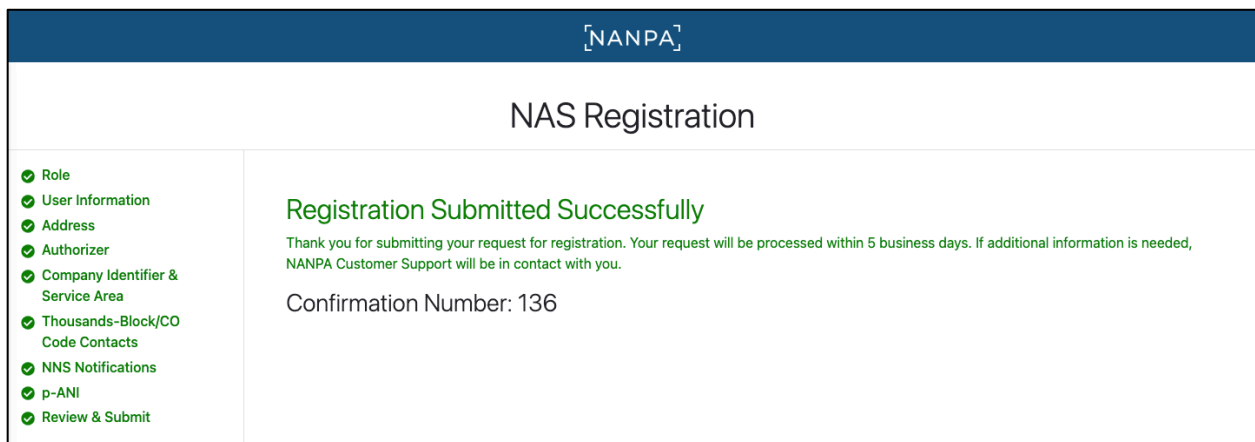 NANPA
NAS Registration
Role
User Information
Address
Authorizer
Company Identifier &
Service Area
Thousands-Block/CO
Code Contacts
NNS Notifications
p-ANI
Review & Submit
Registration Submitted Successfully
Thank you for submitting your request for registration. Your request will be processed within 5 business days. If additional information is needed,
NANPA Customer Support will be in contact with you.
Confirmation Number: 136